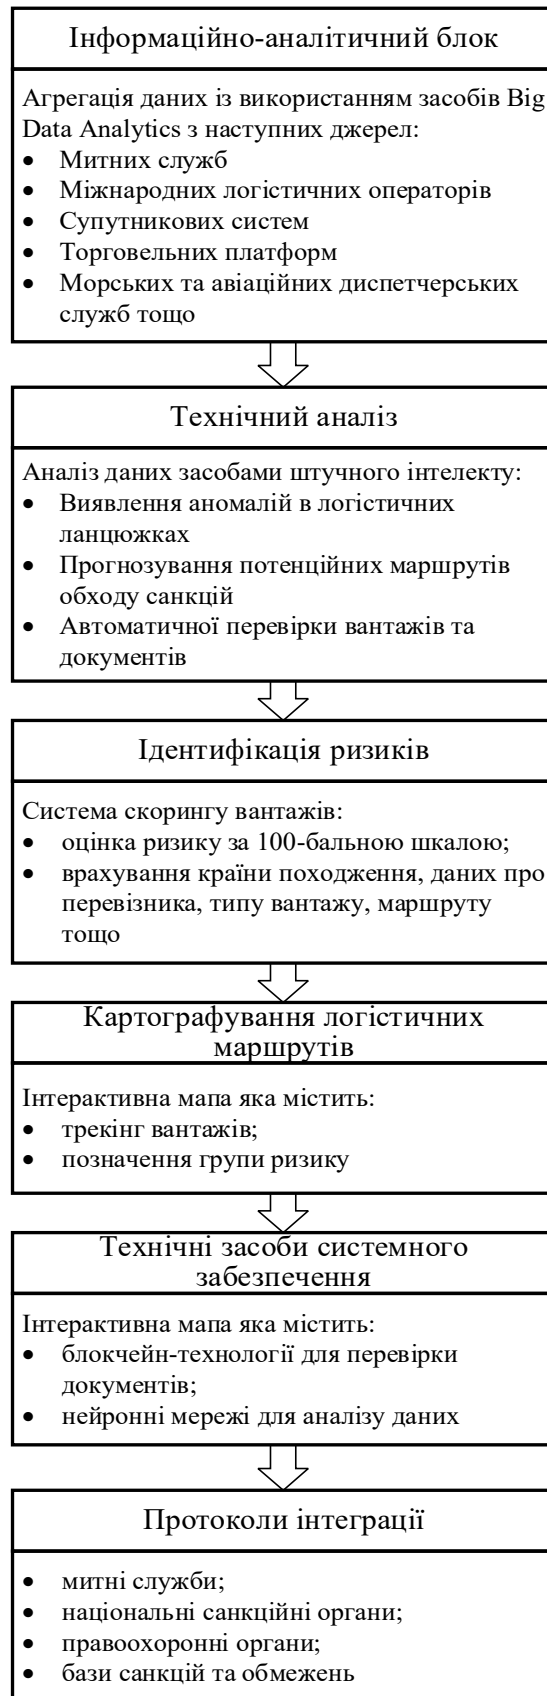 Інформаційно-аналітичний блок
Агрегація даних із використанням засобів Big
Data Analytics з наступних джерел:
• Митних служб
• Міжнародних логістичних операторів
• Супутникових систем
• Торговельних платформ
• Морських та авіаційних диспетчерських
служб тощо
Технічний аналіз
Аналіз даних засобами штучного інтелекту:
• Виявлення аномалій в логістичних
ланцюжках
• Прогнозування потенційних маршрутів
обходу санкцій
• Автоматичної перевірки вантажів та
документів
Ідентифікація ризиків
Система скорингу вантажів:
• оцінка ризику за 100-бальною шкалою;
• врахування країни походження, даних про
перевізника, типу вантажу, маршруту
тощо
Картографування логістичних
маршрутів
Інтерактивна мапа яка містить:
• трекінг вантажів;
• позначення групи ризику
Технічні засоби системного
забезпечення
Інтерактивна мапа яка містить:
• блокчейн-технології для перевірки
документів;
• нейронні мережі для аналізу даних
Протоколи інтеграції
• митні служби;
• національні санкційні органи;
• правоохоронні органи;
• бази санкцій та обмежень